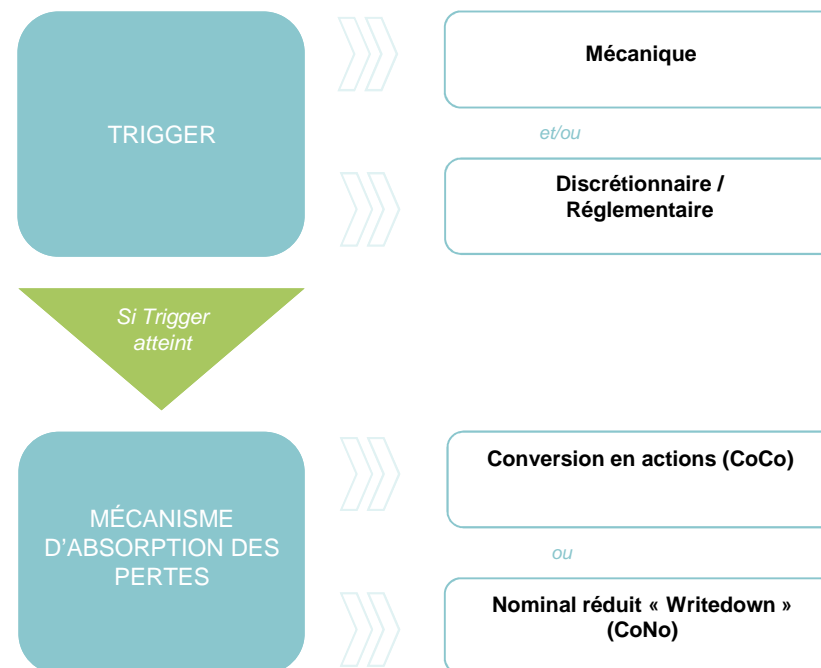 TRIGGER
Mécanique
et/ou
Discrétionnaire /
Réglementaire
Si Trigger
atteint
MÉCANISME
D’ABSORPTION DES
PERTES
Conversion en actions (CoCo)
ou
Nominal réduit « Writedown »
(CoNo)